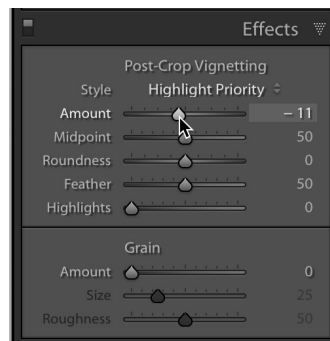 Effects
Post-Crop Vignetting
Style Highlight Priority
Amount – 11
Midpoint 50
Roundness 0
Feather 50
Highlights 0
Grain
Amount 0
Size 25
Roughness 50